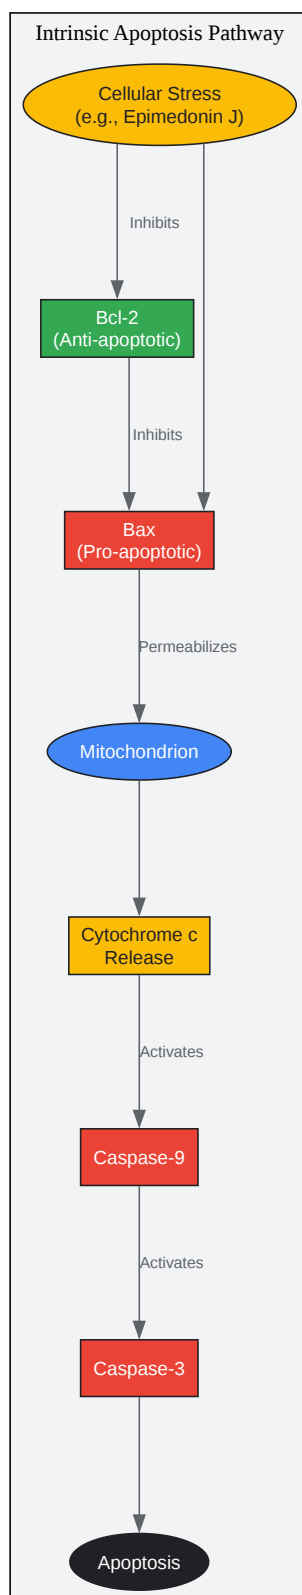 Intrinsic Apoptosis Pathway
Cellular Stress
(e.g., Epimedonin J)
Inhibits
Bcl-2
(Anti-apoptotic)
Inhibits
Bax
(Pro-apoptotic)
Permeabilizes
Mitochondrion
Cytochrome c
Release
Activates
Caspase-9
Activates
Caspase-3
Apoptosis